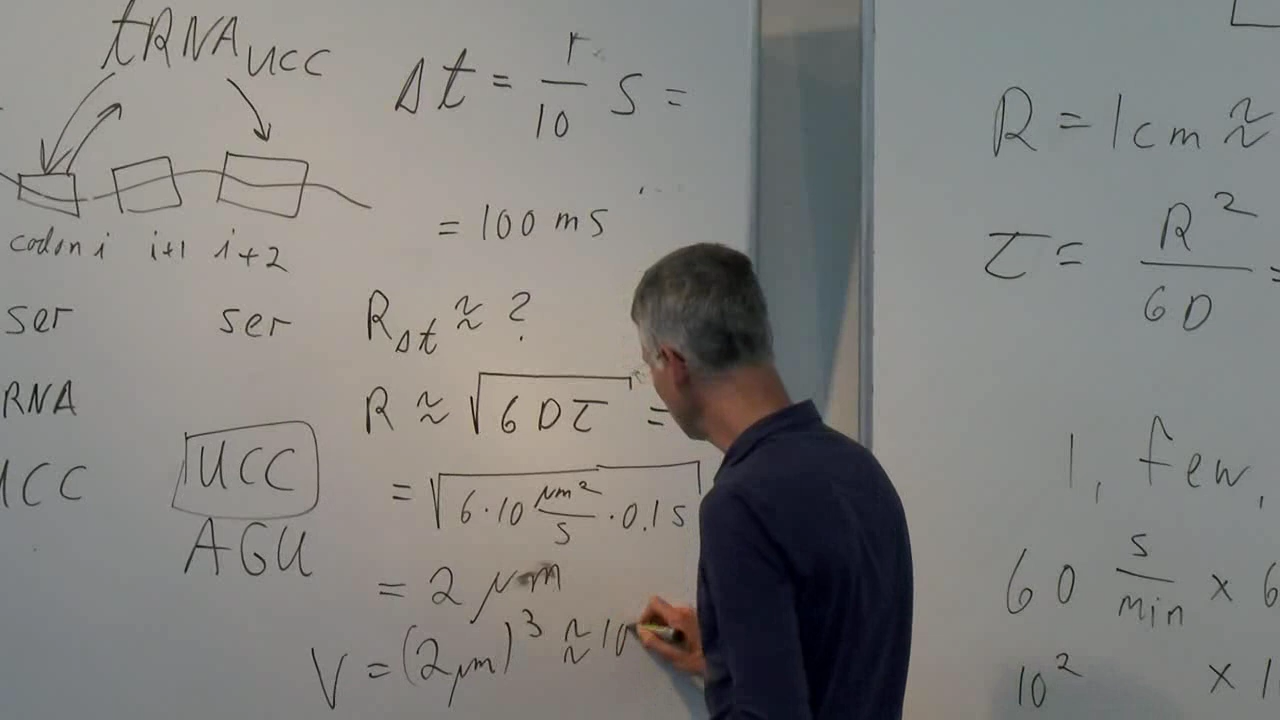 tRNA UCC
codon i i+1 i+2
ser ser
RNA
UCC
AGU
Δt = 1/10 s =
= 100 ms
RΔt ≈ ?
R ≈ √6Dτ =
= √6·10 μm²/s · 0.1s
= 2 μm
V = (2μm)³ ≈ 10
R = 1cm ≈
τ = R²/6D =
1, few,
60 s/min × 6
10² × 1